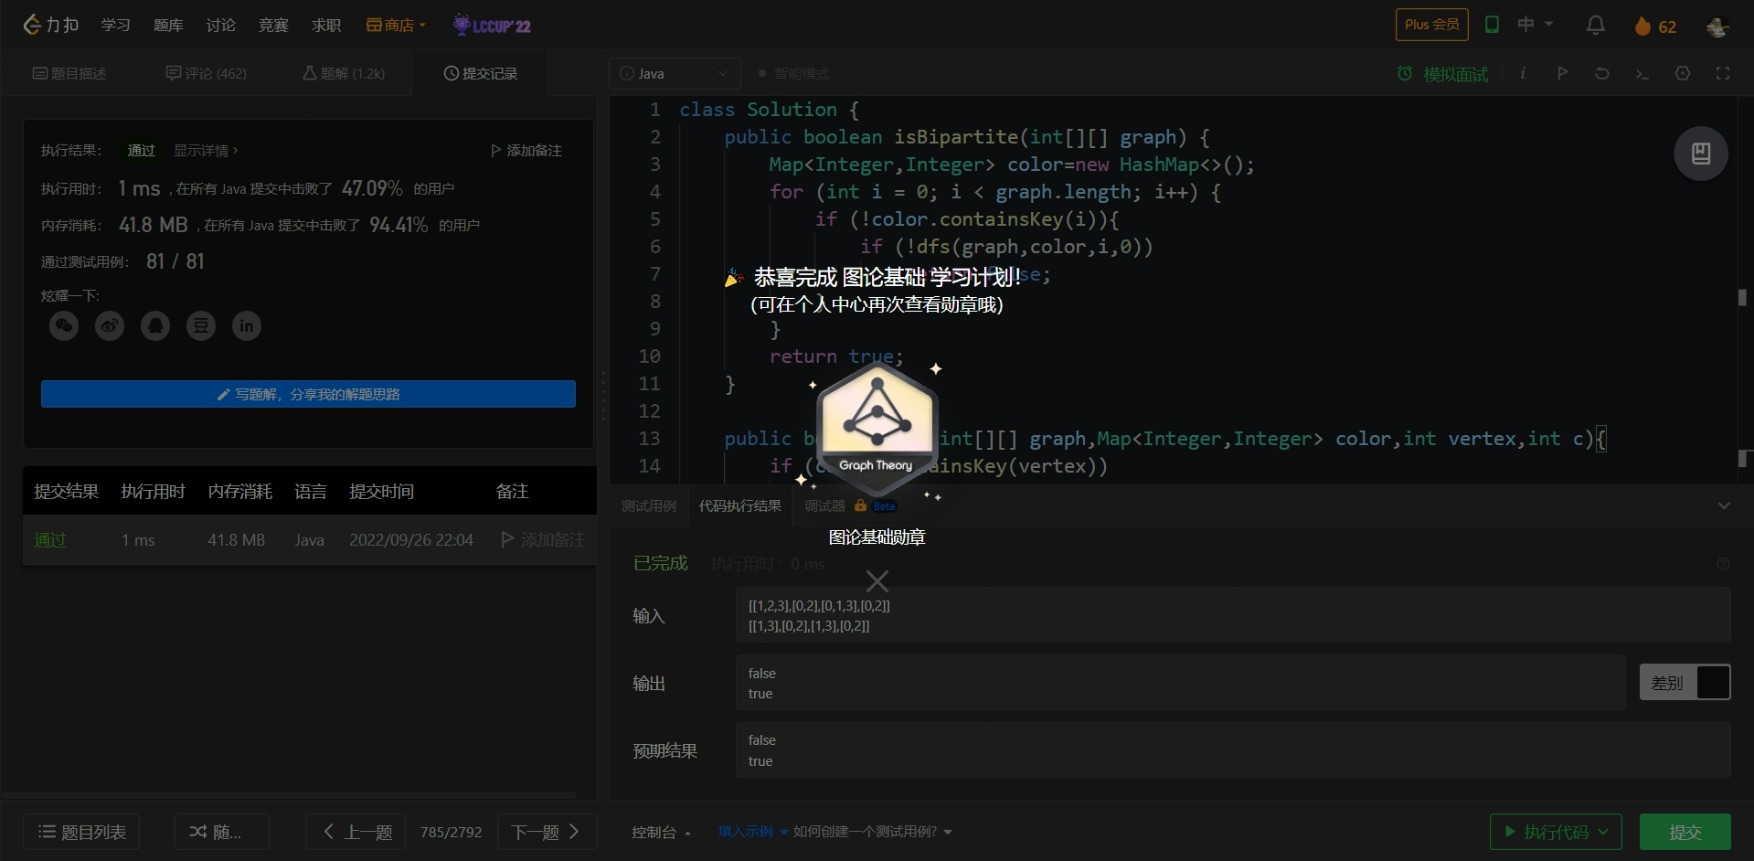 力扣 学习 题库 讨论 竞赛 求职 商店 LCCUP'22 Plus 会员 中 62
题目描述 评论 (462) 题解 (1.2k) 提交记录 Java 智能模式 模拟面试
执行结果: 通过 显示详情 > 添加备注
执行用时: 1 ms , 在所有 Java 提交中击败了 47.09% 的用户
内存消耗: 41.8 MB , 在所有 Java 提交中击败了 94.41% 的用户
通过测试用例: 81 / 81
炫耀一下:
豆 in
写题解, 分享我的解题思路
提交结果 执行用时 内存消耗 语言 提交时间 备注
通过 1 ms 41.8 MB Java 2022/09/26 22:04 添加备注
1 class Solution {
2 public boolean isBipartite(int[][] graph) {
3 Map<Integer,Integer> color=new HashMap<>();
4 for (int i = 0; i < graph.length; i++) {
5 if (!color.containsKey(i)){
6 if (!dfs(graph,color,i,0))
7 se;
恭喜完成 图论基础 学习计划!
8 }
(可在个人中心再次查看勋章哦)
9 }
10 return true;
11 }
12
13 public b int[][] graph,Map<Integer,Integer> color,int vertex,int c){
14 if (c ainsKey(vertex))
Graph Theory
图论基础勋章
测试用例 代码执行结果 调试器 Beta
已完成 执行用时: 0 ms
输入
[[1,2,3],[0,2],[0,1,3],[0,2]]
[[1,3],[0,2],[1,3],[0,2]]
输出
false
true
差别
预期结果
false
true
题目列表 随... 上一题 785/2792 下一题 控制台 填入示例 如何创建一个测试用例? 执行代码 提交